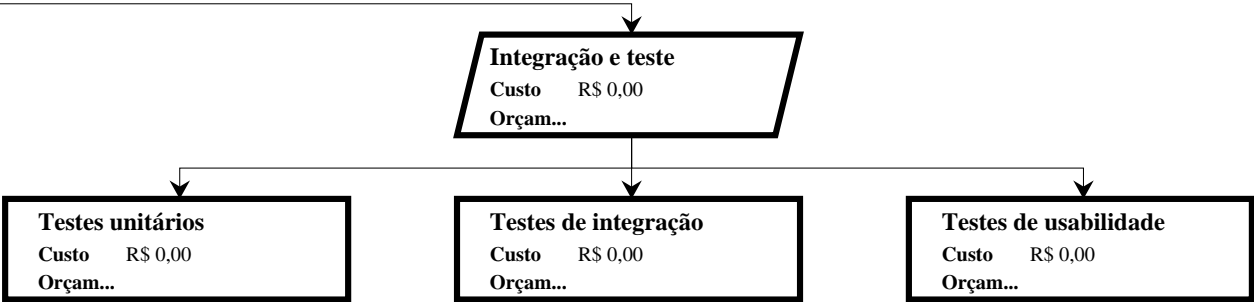 Integração e teste
Custo R$ 0,00
Orçam...
Testes unitários
Custo R$ 0,00
Orçam...
Testes de integração
Custo R$ 0,00
Orçam...
Testes de usabilidade
Custo R$ 0,00
Orçam...